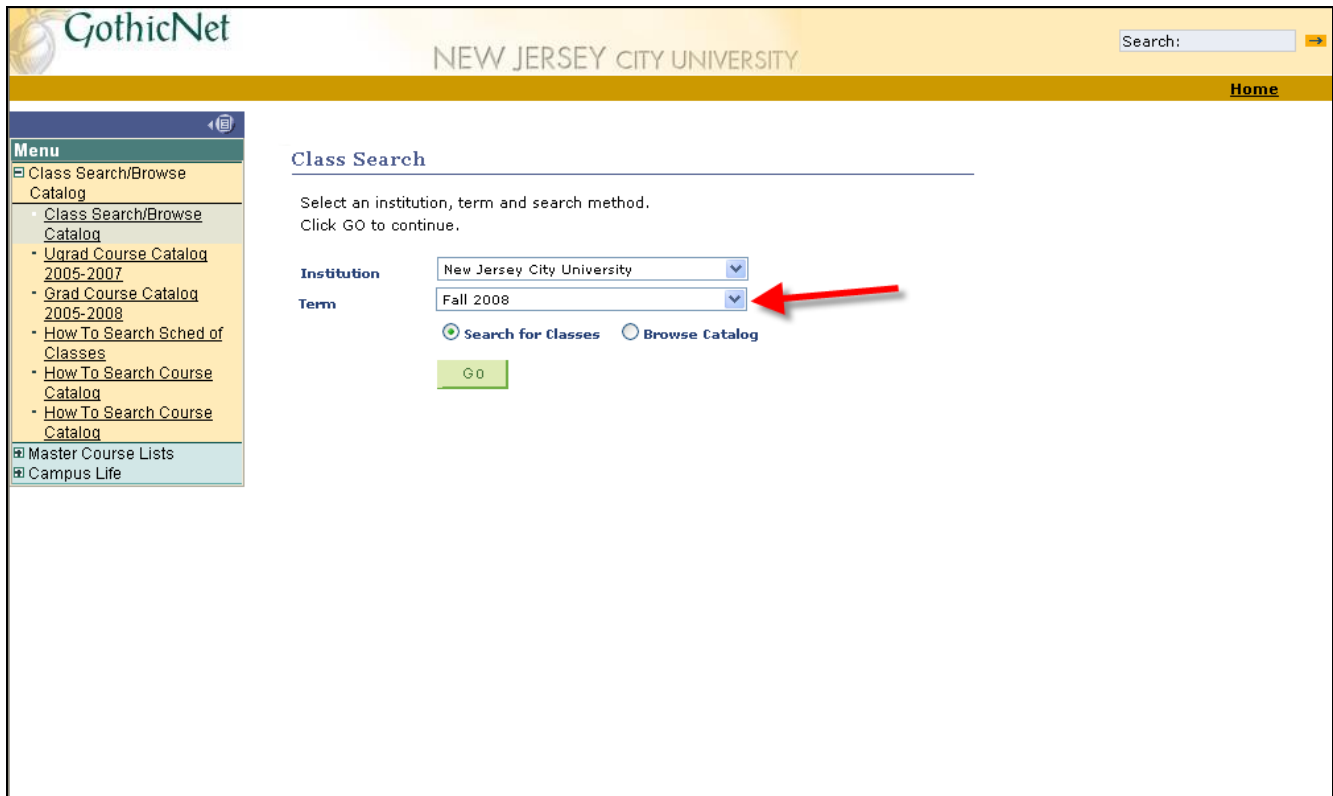 GothicNet
NEW JERSEY CITY UNIVERSITY
Search:
Home
Menu
Class Search/Browse
Catalog
Class Search/Browse
Catalog
Ugrad Course Catalog
2005-2007
Grad Course Catalog
2005-2008
How To Search Sched of
Classes
How To Search Course
Catalog
How To Search Course
Catalog
Master Course Lists
Campus Life
Class Search
Select an institution, term and search method.
Click GO to continue.
Institution New Jersey City University
Term Fall 2008
Search for Classes Browse Catalog
GO